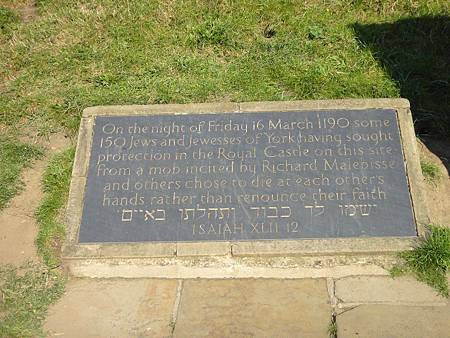 On the night of Friday 16 March 1190 some
150 Jews and Jewesses of York having sought
protection in the Royal Castle on this site
from a mob incited by Richard Malebisse
and others chose to die at each other's
hands rather than renounce their faith
ישימו לך כבוד ותהלתו באיים
ISAIAH XLII 12